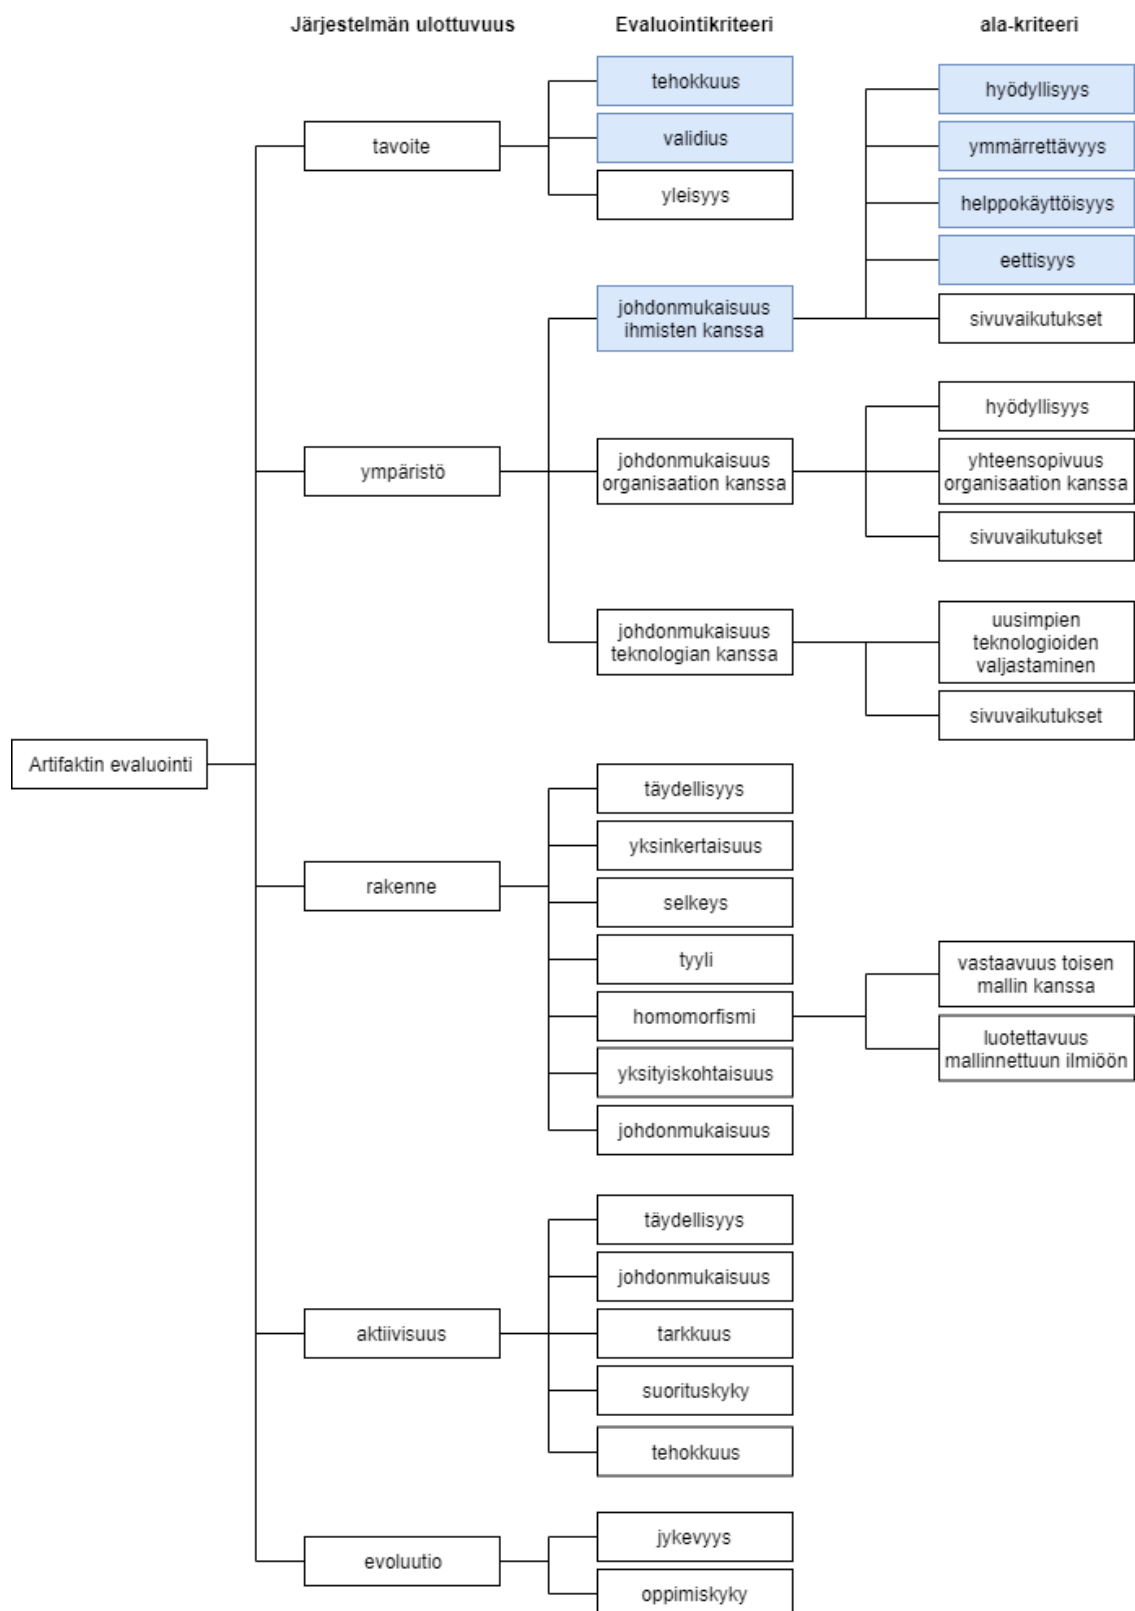 Järjestelmän ulottuvuus
Evaluointikriteeri
ala-kriteeri
Artifaktin evaluointi
tavoite
tehokkuus
validius
yleisyys
ympäristö
johdonmukaisuus
ihmisten kanssa
hyödyllisyys
ymmärrettävyys
helppokäyttöisyys
eettisyys
sivuvaikutukset
johdonmukaisuus
organisaation kanssa
hyödyllisyys
yhteensopivuus
organisaation kanssa
sivuvaikutukset
johdonmukaisuus
teknologian kanssa
uusimpien
teknologioiden
valjastaminen
sivuvaikutukset
rakenne
täydellisyys
yksinkertaisuus
selkeys
tyyli
homomorfismi
vastaavuus toisen
mallin kanssa
luotettavuus
mallinnettuun ilmiöön
yksityiskohtaisuus
johdonmukaisuus
aktiivisuus
täydellisyys
johdonmukaisuus
tarkkuus
suorituskyky
tehokkuus
evoluutio
jykevyys
oppimiskyky